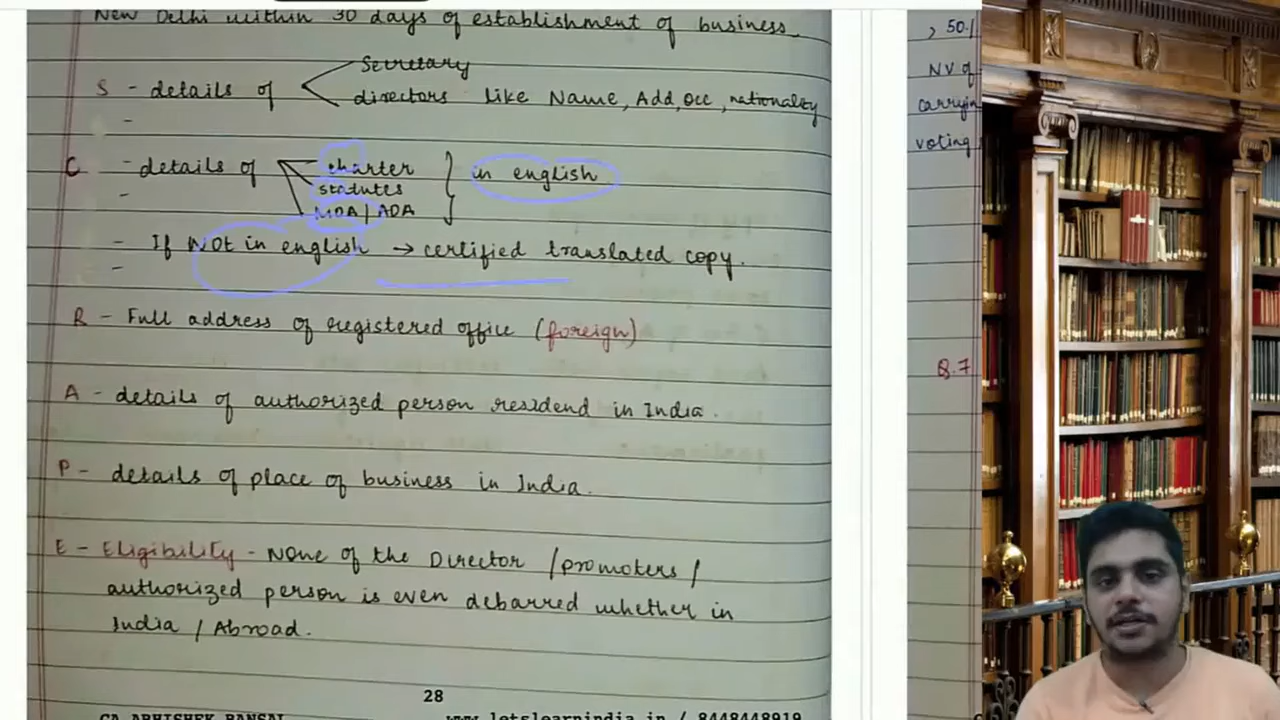 New Delhi within 30 days of establishment of business.
S - details of
Secretary
directors like Name, Add, occ, nationality
C - details of
charter
statutes
MOA / AOA
in english
- If Not in english → certified translated copy.
R - Full address of registered office (foreign)
A - details of authorized person residend in India.
P - details of place of business in India.
E - Eligibility - None of the Director / promoters /
authorized person is even debarred whether in
India / Abroad.
28
CA ABHISHEK BANSAL
www.letslearnindia.in / 8448448919
, 50%
NV of
carryin
voting
Q.7